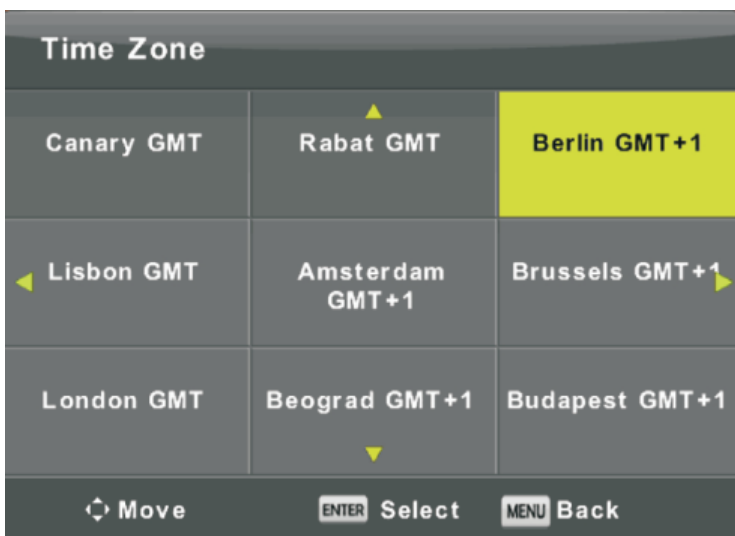 Time Zone
Canary GMT
Rabat GMT
Berlin GMT+1
Lisbon GMT
Amsterdam
GMT+1
Brussels GMT+1
London GMT
Beograd GMT+1
Budapest GMT+1
Move
ENTER Select
MENU Back